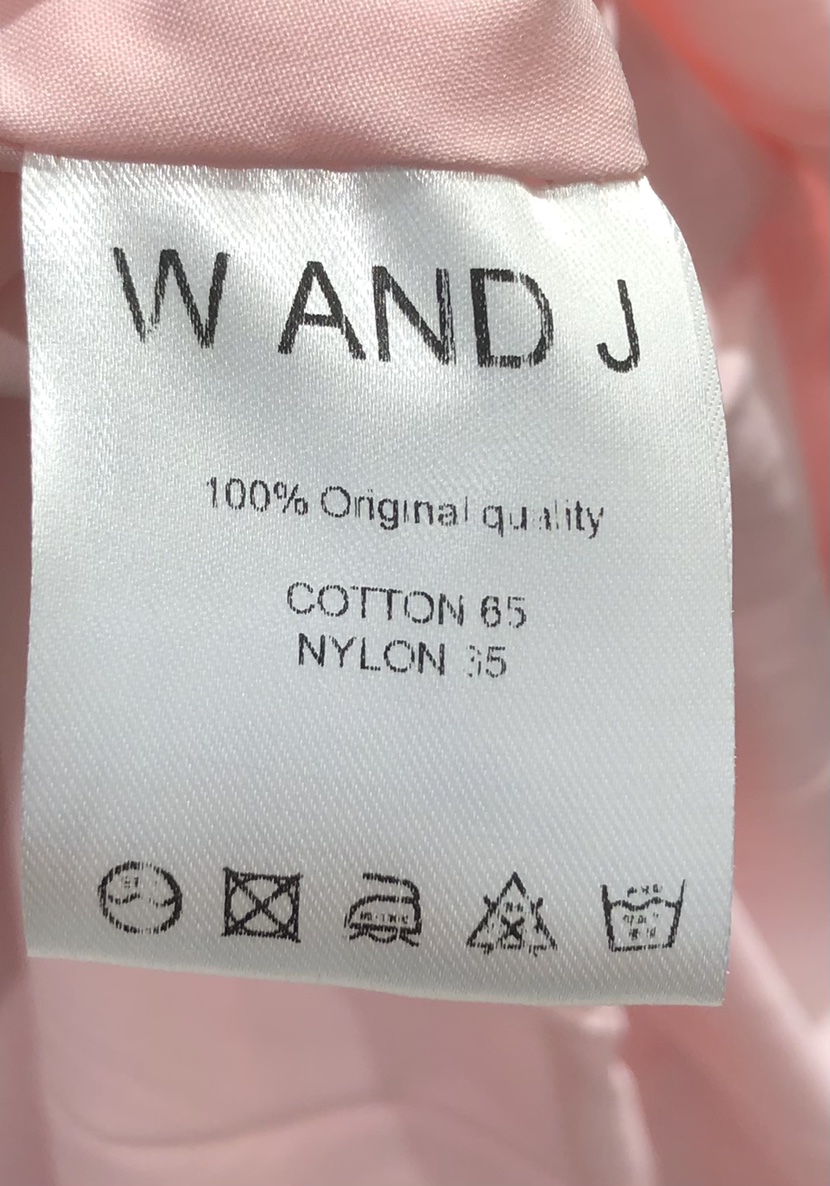 W AND J
100% Original quality
COTTON 65
NYLON 35